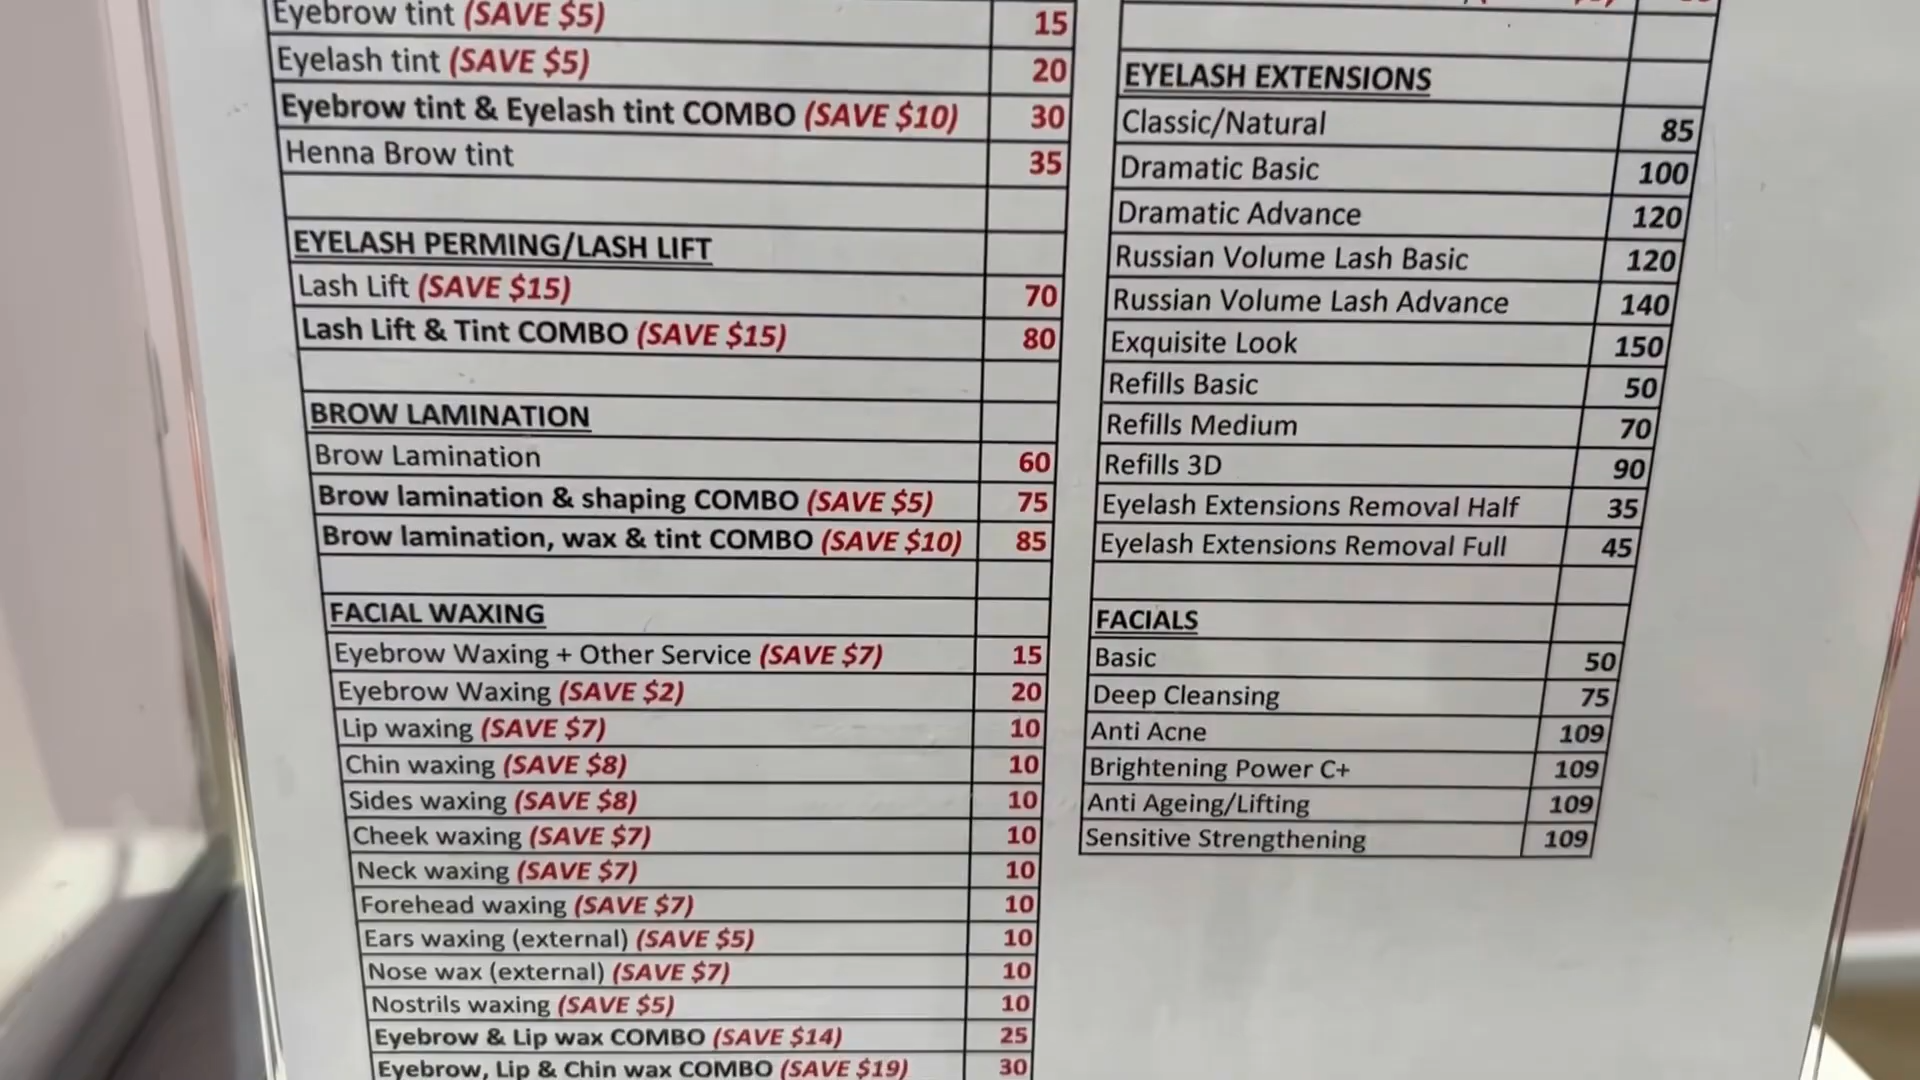 Eyebrow tint (SAVE $5) 15
Eyelash tint (SAVE $5) 20
Eyebrow tint & Eyelash tint COMBO (SAVE $10) 30
Henna Brow tint 35
EYELASH PERMING/LASH LIFT
Lash Lift (SAVE $15) 70
Lash Lift & Tint COMBO (SAVE $15) 80
BROW LAMINATION
Brow Lamination 60
Brow lamination & shaping COMBO (SAVE $5) 75
Brow lamination, wax & tint COMBO (SAVE $10) 85
FACIAL WAXING
Eyebrow Waxing + Other Service (SAVE $7) 15
Eyebrow Waxing (SAVE $2) 20
Lip waxing (SAVE $7) 10
Chin waxing (SAVE $8) 10
Sides waxing (SAVE $8) 10
Cheek waxing (SAVE $7) 10
Neck waxing (SAVE $7) 10
Forehead waxing (SAVE $7) 10
Ears waxing (external) (SAVE $5) 10
Nose wax (external) (SAVE $7) 10
Nostrils waxing (SAVE $5) 10
Eyebrow & Lip wax COMBO (SAVE $14) 25
Eyebrow, Lip & Chin wax COMBO (SAVE $19) 30
EYELASH EXTENSIONS
Classic/Natural 85
Dramatic Basic 100
Dramatic Advance 120
Russian Volume Lash Basic 120
Russian Volume Lash Advance 140
Exquisite Look 150
Refills Basic 50
Refills Medium 70
Refills 3D 90
Eyelash Extensions Removal Half 35
Eyelash Extensions Removal Full 45
FACIALS
Basic 50
Deep Cleansing 75
Anti Acne 109
Brightening Power C+ 109
Anti Ageing/Lifting 109
Sensitive Strengthening 109